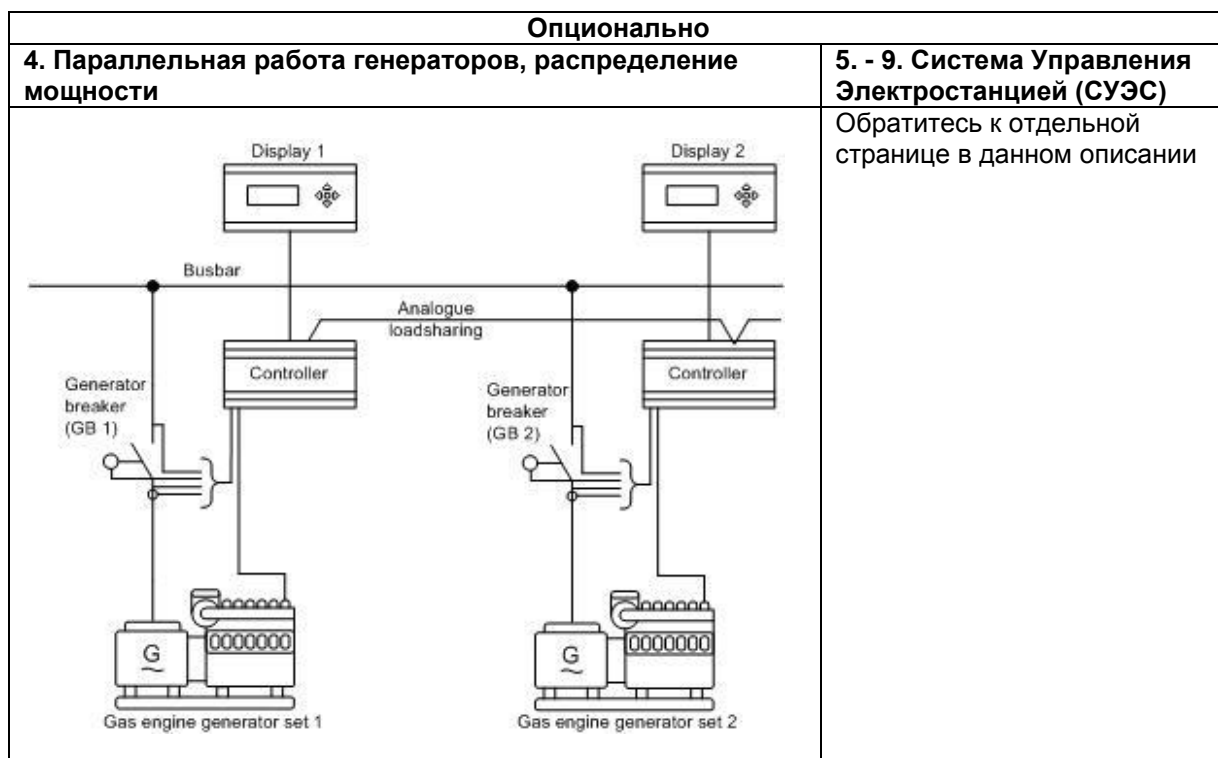 Опционально
4. Параллельная работа генераторов, распределение
мощности
5. - 9. Система Управления
Электростанцией (СУЭС)
Обратитесь к отдельной
странице в данном описании
Display 1
Display 2
Busbar
Analogue
loadsharing
Controller
Controller
Generator
breaker
(GB 1)
Generator
breaker
(GB 2)
G
G
Gas engine generator set 1
Gas engine generator set 2